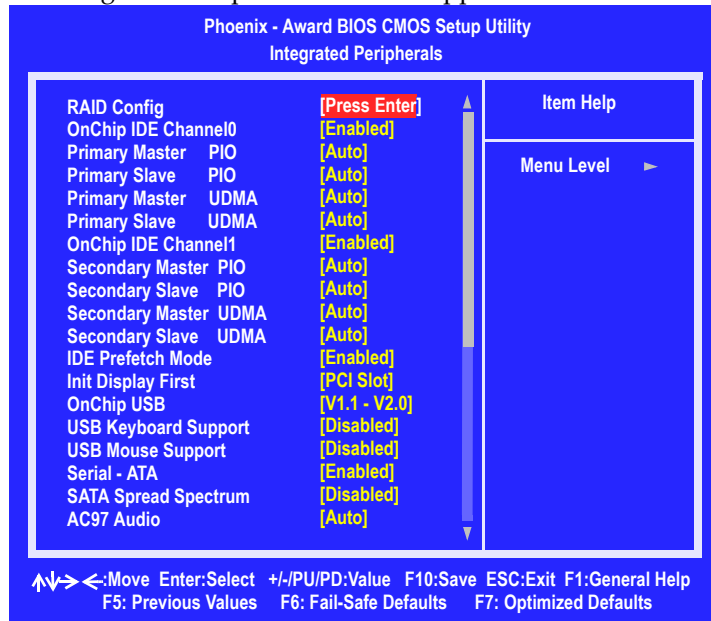 Phoenix - Award BIOS CMOS Setup Utility
Integrated Peripherals
RAID Config [Press Enter]
OnChip IDE Channel0 [Enabled]
Primary Master PIO [Auto]
Primary Slave PIO [Auto]
Primary Master UDMA [Auto]
Primary Slave UDMA [Auto]
OnChip IDE Channel1 [Enabled]
Secondary Master PIO [Auto]
Secondary Slave PIO [Auto]
Secondary Master UDMA [Auto]
Secondary Slave UDMA [Auto]
IDE Prefetch Mode [Enabled]
Init Display First [PCI Slot]
OnChip USB [V1.1 - V2.0]
USB Keyboard Support [Disabled]
USB Mouse Support [Disabled]
Serial - ATA [Enabled]
SATA Spread Spectrum [Disabled]
AC97 Audio [Auto]
Item Help
Menu Level ►
↑↓→←:Move Enter:Select +/-/PU/PD:Value F10:Save ESC:Exit F1:General Help
F5: Previous Values F6: Fail-Safe Defaults F7: Optimized Defaults